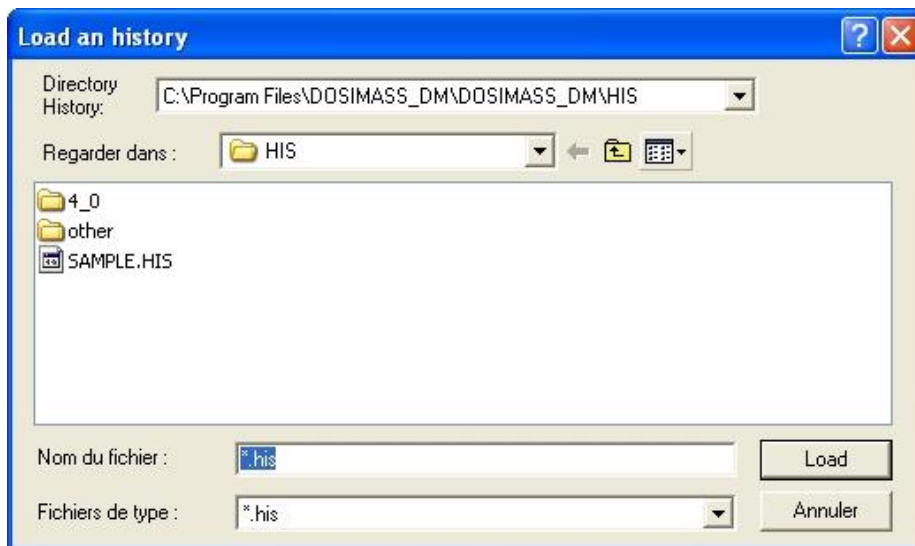 Load an history
Directory
History:
C:\Program Files\DOSIMASS_DM\DOSIMASS_DM\HIS
Regarder dans :
HIS
4_0
other
SAMPLE.HIS
Nom du fichier :
*.his
Load
Fichiers de type :
*.his
Annuler